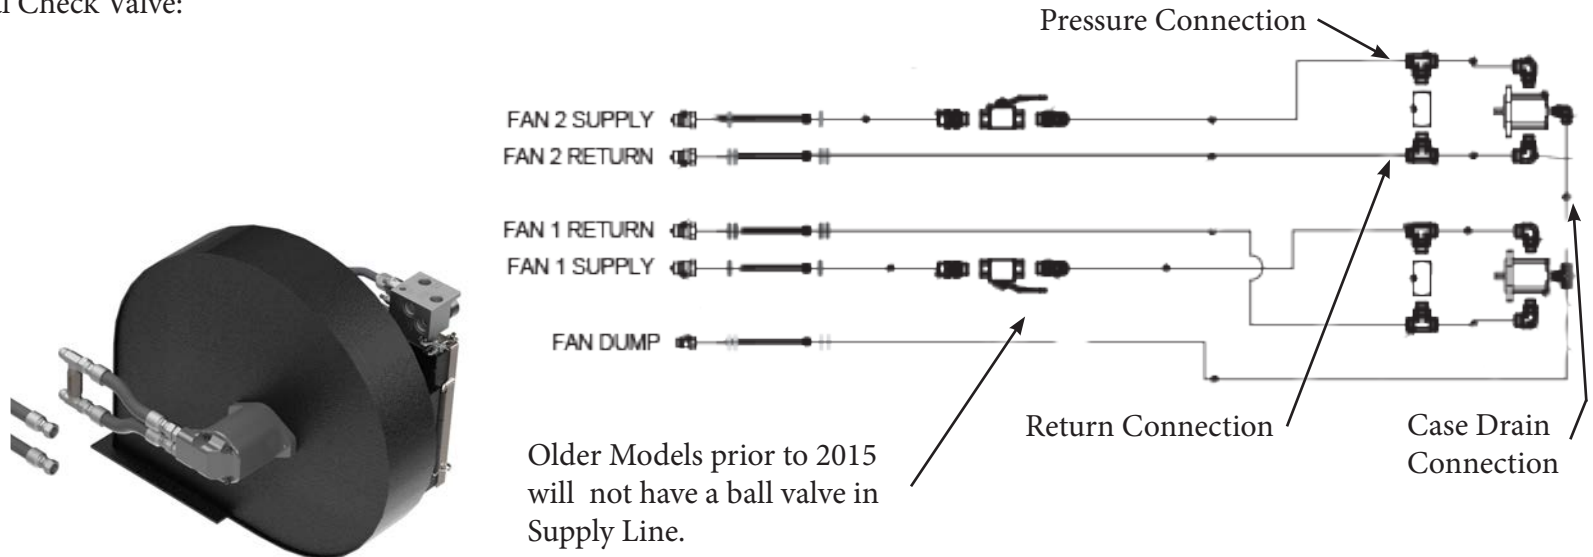 Check Valve:
Pressure Connection
FAN 2 SUPPLY
FAN 2 RETURN
FAN 1 RETURN
FAN 1 SUPPLY
FAN DUMP
Return Connection
Case Drain
Connection
Older Models prior to 2015
will not have a ball valve in
Supply Line.